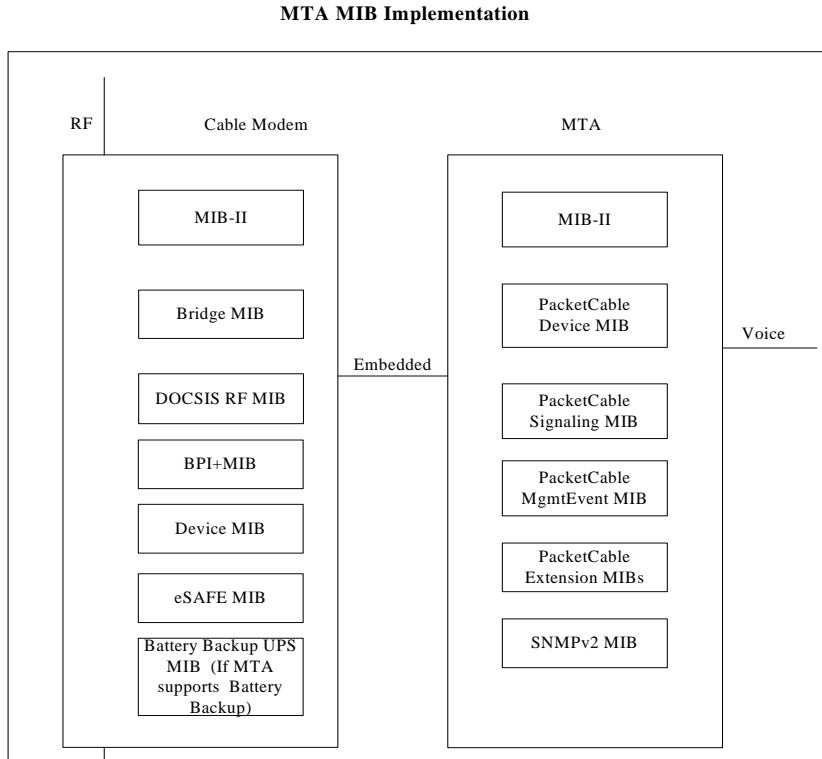 MTA MIB Implementation
RF
Cable Modem
MTA
MIB-II
Bridge MIB
DOCSIS RF MIB
BPI+MIB
Device MIB
eSAFE MIB
Battery Backup UPS
MIB (If MTA
supports Battery
Backup)
Embedded
MIB-II
PacketCable
Device MIB
PacketCable
Signaling MIB
PacketCable
MgmtEvent MIB
PacketCable
Extension MIBs
SNMPv2 MIB
Voice